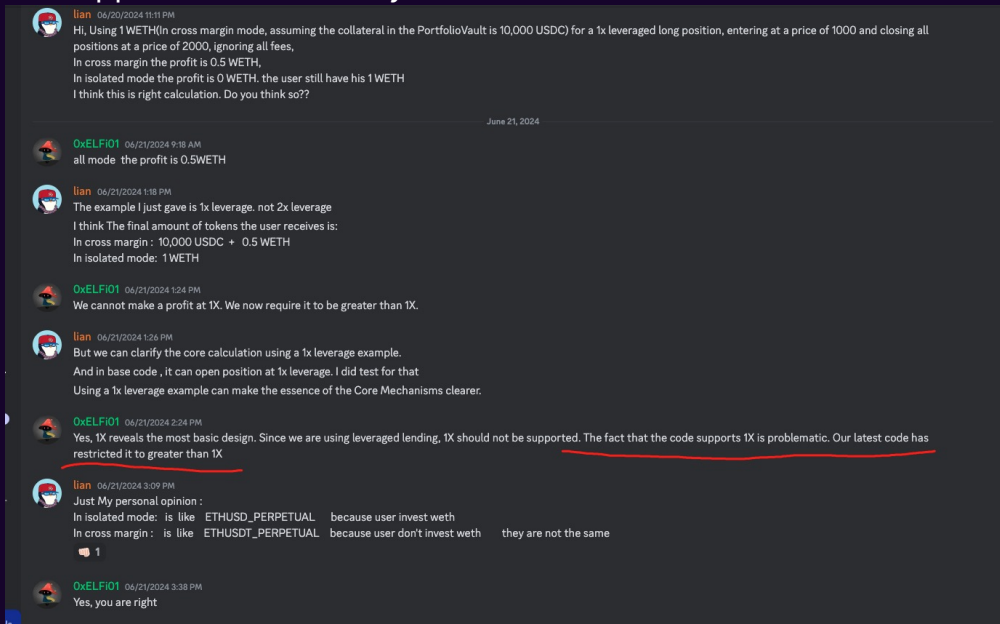 lian 06/20/2024 11:11 PM
Hi, Using 1 WETH(In cross margin mode, assuming the collateral in the PortfolioVault is 10,000 USDC) for a 1x leveraged long position, entering at a price of 1000 and closing all
positions at a price of 2000, ignoring all fees,
In cross margin the profit is 0.5 WETH,
In isolated mode the profit is 0 WETH. the user still have his 1 WETH
I think this is right calculation. Do you think so??
June 21, 2024
0xELFi01 06/21/2024 9:18 AM
all mode the profit is 0.5WETH
lian 06/21/2024 1:18 PM
The example I just gave is 1x leverage. not 2x leverage
I think The final amount of tokens the user receives is:
In cross margin : 10,000 USDC + 0.5 WETH
In isolated mode: 1 WETH
0xELFi01 06/21/2024 1:24 PM
We cannot make a profit at 1X. We now require it to be greater than 1X.
lian 06/21/2024 1:26 PM
But we can clarify the core calculation using a 1x leverage example.
And in base code , it can open position at 1x leverage. I did test for that
Using a 1x leverage example can make the essence of the Core Mechanisms clearer.
0xELFi01 06/21/2024 2:24 PM
Yes, 1X reveals the most basic design. Since we are using leveraged lending, 1X should not be supported. The fact that the code supports 1X is problematic. Our latest code has
restricted it to greater than 1X
lian 06/21/2024 3:09 PM
Just My personal opinion :
In isolated mode: is like ETHUSD_PERPETUAL because user invest weth
In cross margin : is like ETHUSDT_PERPETUAL because user don't invest weth they are not the same
1
0xELFi01 06/21/2024 3:38 PM
Yes, you are right